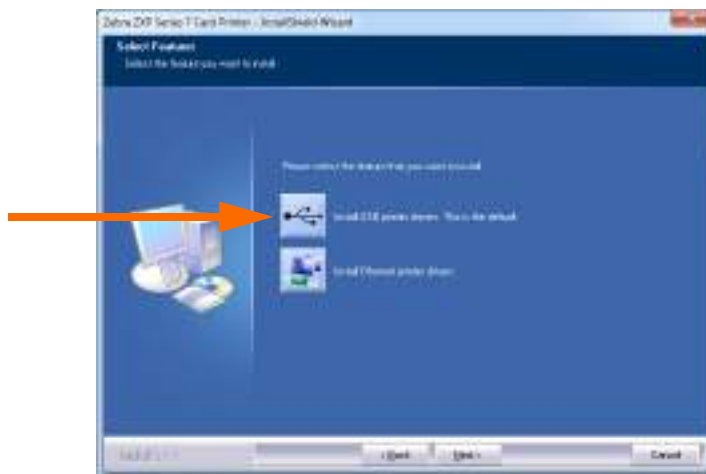 Zebra ZXP Series 7 Card Printer - InstallShield Wizard
Select Features
Select the features you want to install.
Please select the feature that you want to install.
Install USB printer drivers. This is the default.
Install Ethernet printer drivers.
< Back
Next >
Cancel